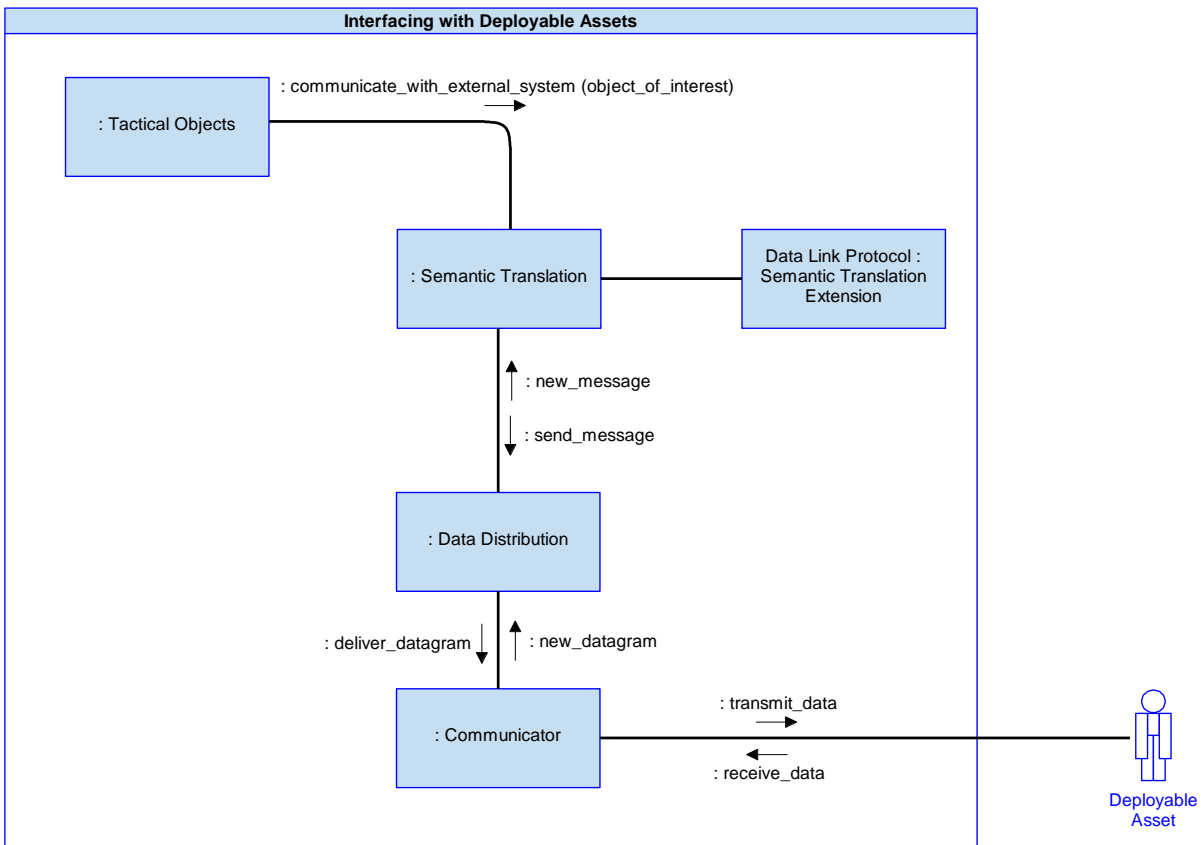 Interfacing with Deployable Assets
: communicate_with_external_system (object_of_interest)
: Tactical Objects
: Semantic Translation
Data Link Protocol :
Semantic Translation
Extension
: new_message
: send_message
: Data Distribution
: deliver_datagram
: new_datagram
: transmit_data
: Communicator
: receive_data
Deployable
Asset